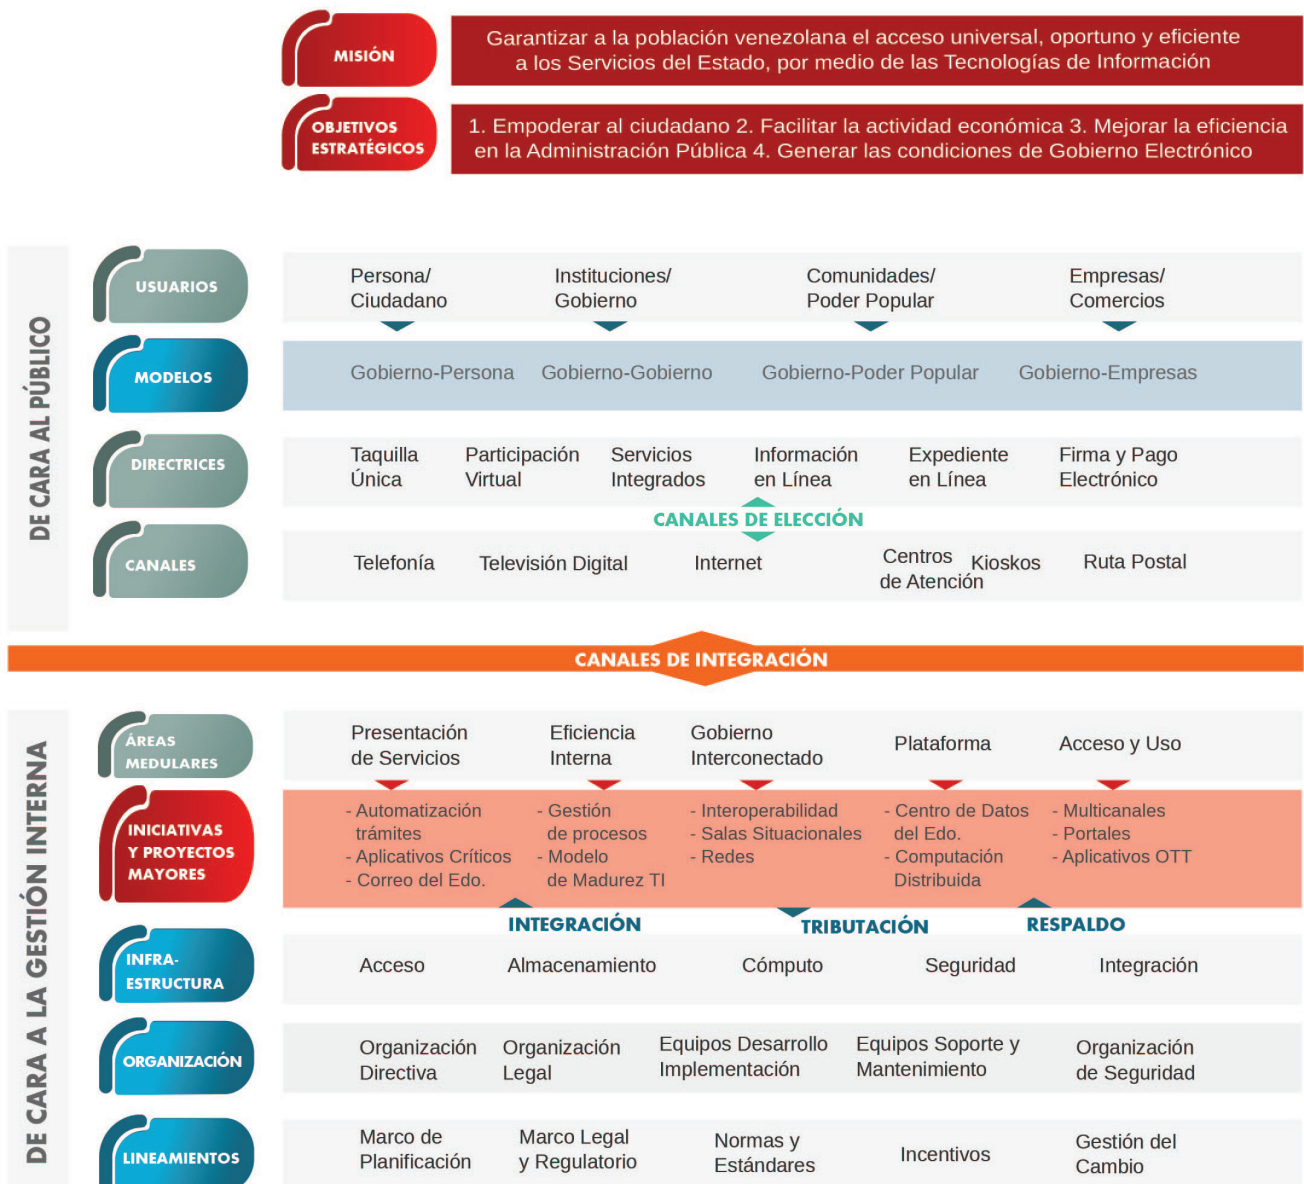 MISIÓN
Garantizar a la población venezolana el acceso universal, oportuno y eficiente
a los Servicios del Estado, por medio de las Tecnologías de Información
OBJETIVOS
ESTRATÉGICOS
1. Empoderar al ciudadano 2. Facilitar la actividad económica 3. Mejorar la eficiencia
en la Administración Pública 4. Generar las condiciones de Gobierno Electrónico
DE CARA AL PÚBLICO
USUARIOS
Persona/
Ciudadano
Instituciones/
Gobierno
Comunidades/
Poder Popular
Empresas/
Comercios
MODELOS
Gobierno-Persona
Gobierno-Gobierno
Gobierno-Poder Popular
Gobierno-Empresas
DIRECTRICES
Taquilla
Única
Participación
Virtual
Servicios
Integrados
Información
en Línea
Expediente
en Línea
Firma y Pago
Electrónico
CANALES DE ELECCIÓN
CANALES
Telefonía
Televisión Digital
Internet
Centros
de Atención
Kioskos
Ruta Postal
CANALES DE INTEGRACIÓN
DE CARA A LA GESTIÓN INTERNA
ÁREAS
MEDULARES
Presentación
de Servicios
Eficiencia
Interna
Gobierno
Interconectado
Plataforma
Acceso y Uso
INICIATIVAS
Y PROYECTOS
MAYORES
- Automatización
trámites
- Aplicativos Críticos
- Correo del Edo.
- Gestión
de procesos
- Modelo
de Madurez TI
- Interoperabilidad
- Salas Situacionales
- Redes
- Centro de Datos
del Edo.
- Computación
Distribuida
- Multicanales
- Portales
- Aplicativos OTT
INTEGRACIÓN
TRIBUTACIÓN
RESPALDO
INFRA-
ESTRUCTURA
Acceso
Almacenamiento
Cómputo
Seguridad
Integración
ORGANIZACIÓN
Organización
Directiva
Organización
Legal
Equipos Desarrollo
Implementación
Equipos Soporte y
Mantenimiento
Organización
de Seguridad
LINEAMIENTOS
Marco de
Planificación
Marco Legal
y Regulatorio
Normas y
Estándares
Incentivos
Gestión del
Cambio